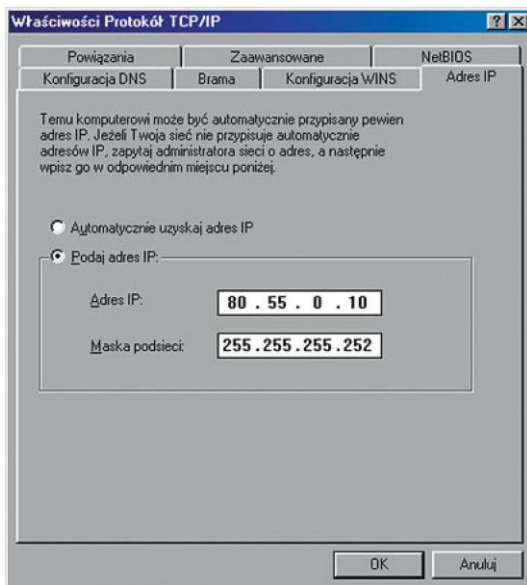 Właściwości Protokół TCP/IP
Powiązania Zaawansowane NetBIOS
Konfiguracja DNS Brama Konfiguracja WINS Adres IP
Temu komputerowi może być automatycznie przypisany pewien
adres IP. Jeżeli Twoja sieć nie przypisuje automatycznie
adresów IP, zapytaj administratora sieci o adres, a następnie
wpisz go w odpowiednim miejscu poniżej.
Automatycznie uzyskaj adres IP
Podaj adres IP:
Adres IP: 80 . 55 . 0 . 10
Maska podsieci: 255 . 255 . 255 . 252
OK Anuluj